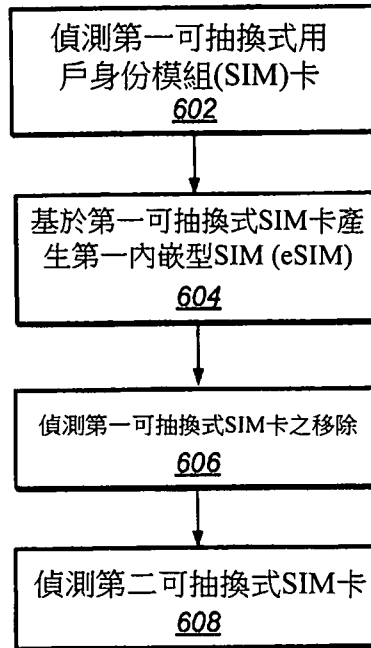 偵測第一可抽換式用
戶身份模組(SIM)卡
602
基於第一可抽換式SIM卡產
生第一內嵌型SIM (eSIM)
604
偵測第一可抽換式SIM卡之移除
606
偵測第二可抽換式SIM卡
608